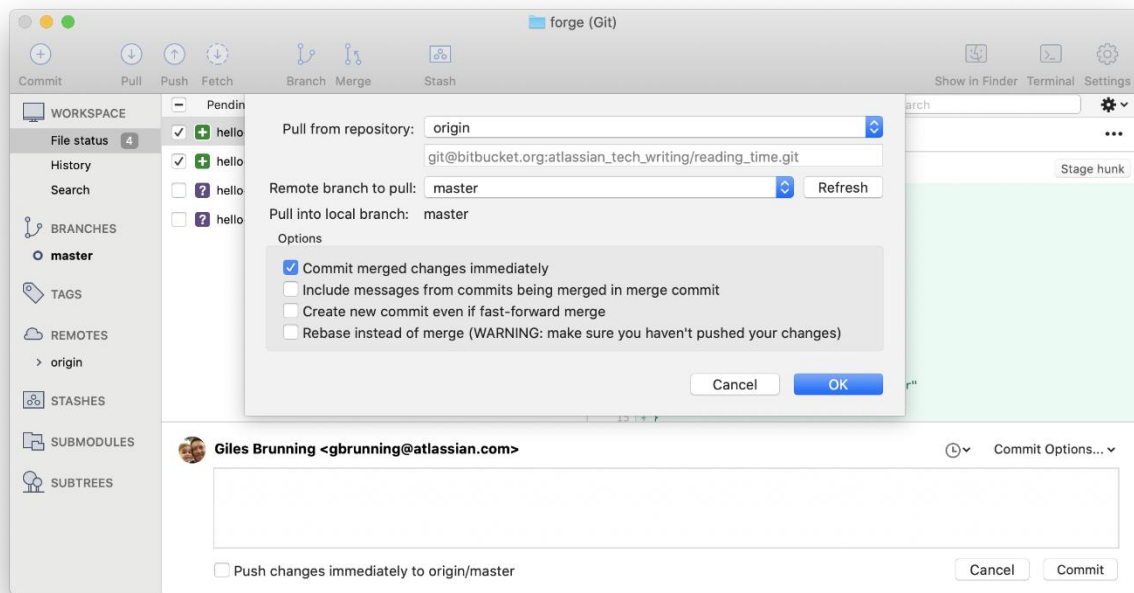 forge (Git)
Commit Pull Push Fetch Branch Merge Stash Show in Finder Terminal Settings
WORKSPACE
File status 4
History
Search
BRANCHES
master
TAGS
REMOTES
origin
STASHES
SUBMODULES
SUBTREES
hello
hello
? hello
? hello
Pull from repository: origin
git@bitbucket.org:atlassian_tech_writing/reading_time.git
Remote branch to pull: master Refresh
Pull into local branch: master
Options
Commit merged changes immediately
Include messages from commits being merged in merge commit
Create new commit even if fast-forward merge
Rebase instead of merge (WARNING: make sure you haven't pushed your changes)
Cancel OK
Stage hunk
r"
Giles Brunning <gbrunning@atlassian.com>
Commit Options...
Push changes immediately to origin/master
Cancel Commit